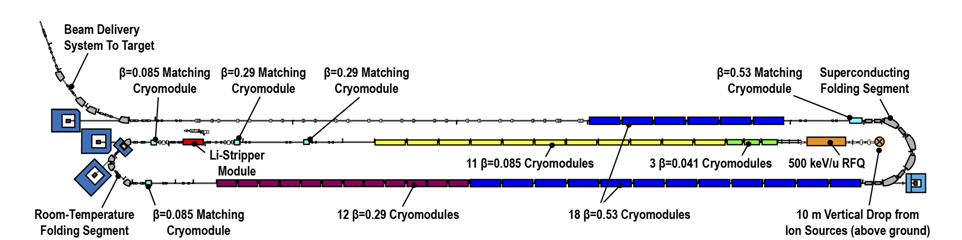 Beam Delivery
System To Target
β=0.085 Matching
Cryomodule
β=0.29 Matching
Cryomodule
β=0.29 Matching
Cryomodule
β=0.53 Matching
Cryomodule
Superconducting
Folding Segment
Li-Stripper
Module
11 β=0.085 Cryomodules
3 β=0.041 Cryomodules
500 keV/u RFQ
Room-Temperature
Folding Segment
β=0.085 Matching
Cryomodule
12 β=0.29 Cryomodules
18 β=0.53 Cryomodules
10 m Vertical Drop from
Ion Sources (above ground)